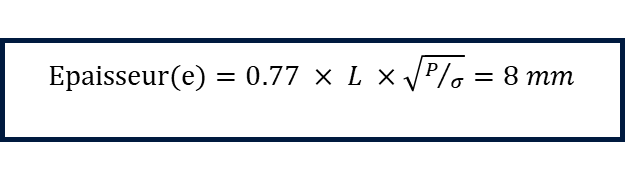 Epaisseur(e) = 0.77 × L × √P/σ = 8 mm